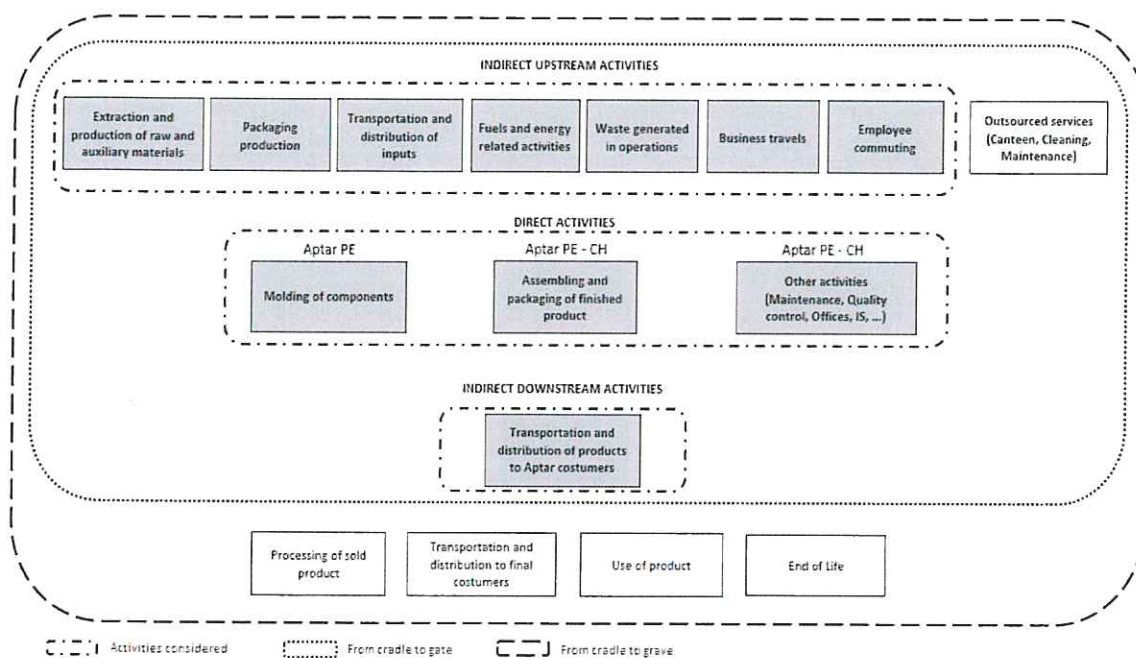 INDIRECT UPSTREAM ACTIVITIES
Extraction and
production of raw and
auxiliary materials
Packaging
production
Transportation and
distribution of
inputs
Fuels and energy
related activities
Waste generated
in operations
Business travels
Employee
commuting
Outsourced services
(Canteen, Cleaning,
Maintenance)
DIRECT ACTIVITIES
Aptar PE
Molding of components
Aptar PE - CH
Assembling and
packaging of finished
product
Aptar PE - CH
Other activities
(Maintenance, Quality
control, Offices, IS, ...)
INDIRECT DOWNSTREAM ACTIVITIES
Transportation and
distribution of products
to Aptar costumers
Processing of sold
product
Transportation and
distribution to final
costumers
Use of product
End of Life
Activities considered
From cradle to gate
From cradle to grave